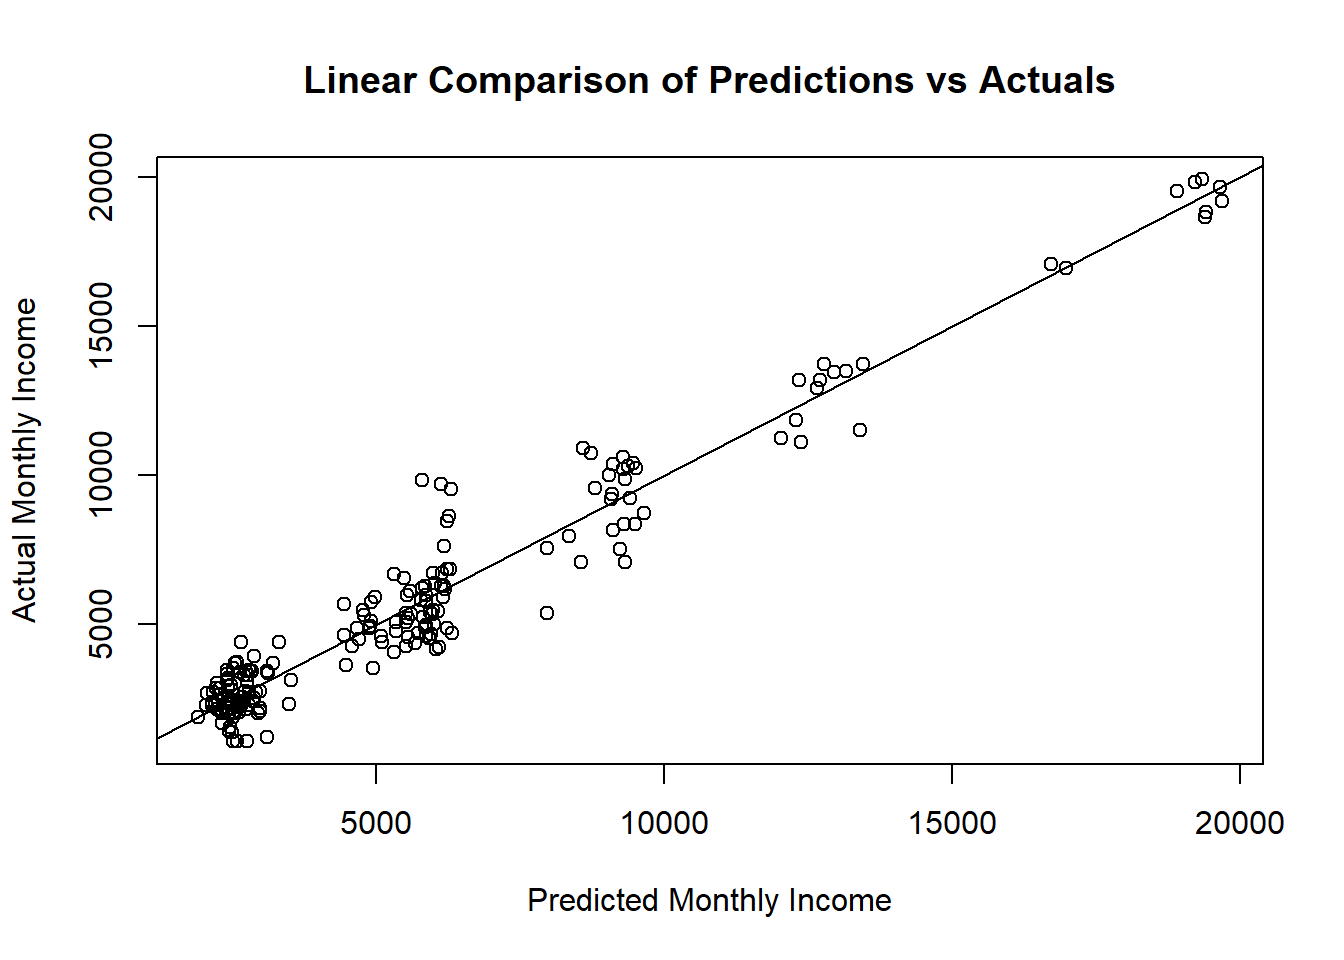 Linear Comparison of Predictions vs Actuals
20000
15000
10000
5000
Actual Monthly Income
5000 10000 15000 20000
Predicted Monthly Income